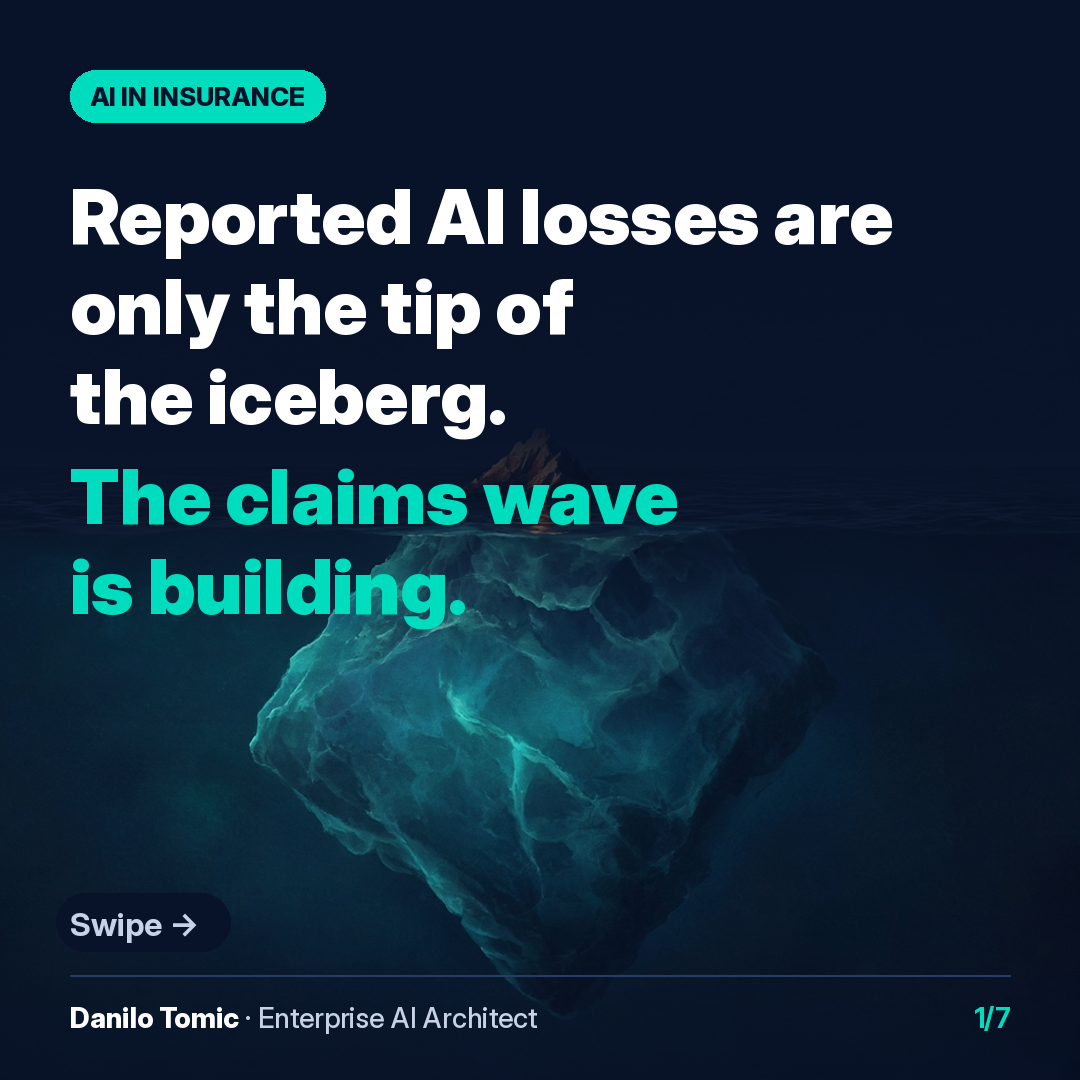 AI IN INSURANCE
Reported AI losses are
only the tip of
the iceberg.
The claims wave
is building.
Swipe →
Danilo Tomic · Enterprise AI Architect
1/7